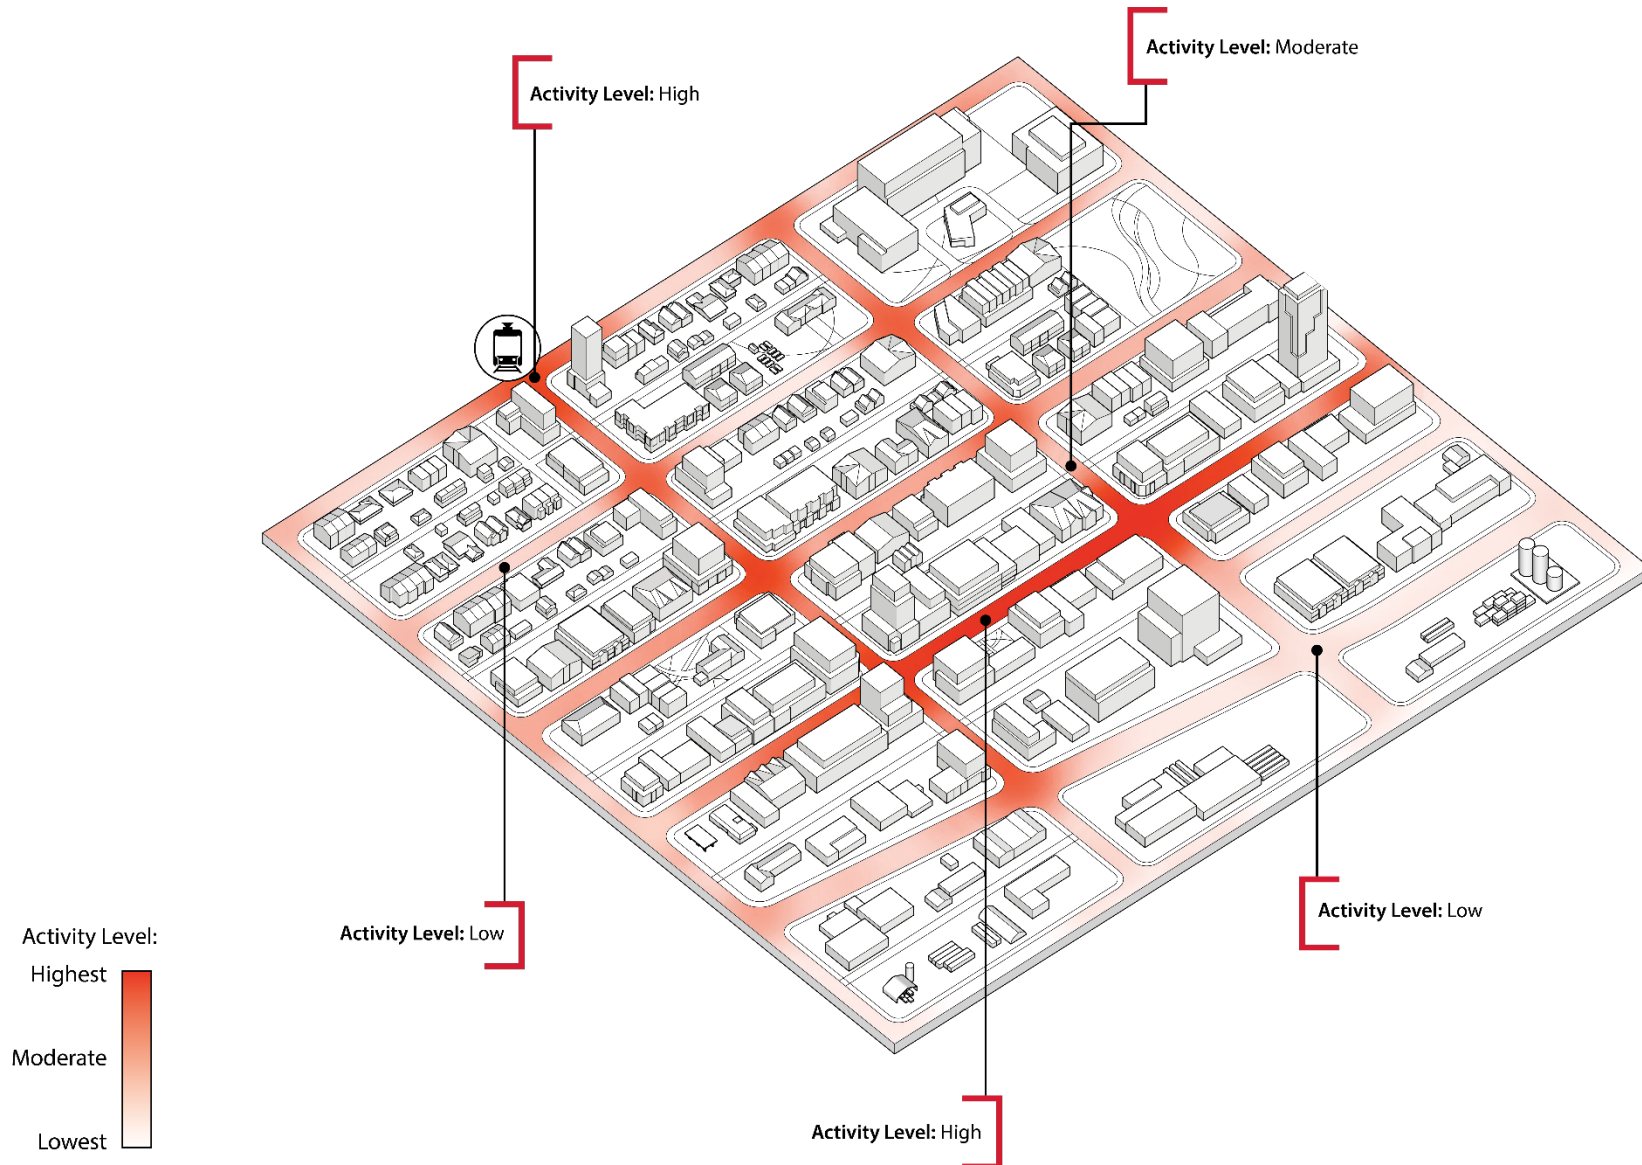 Activity Level: Moderate
Activity Level: High
Activity Level: Low
Activity Level: Low
Activity Level: High
Activity Level:
Highest
Moderate
Lowest